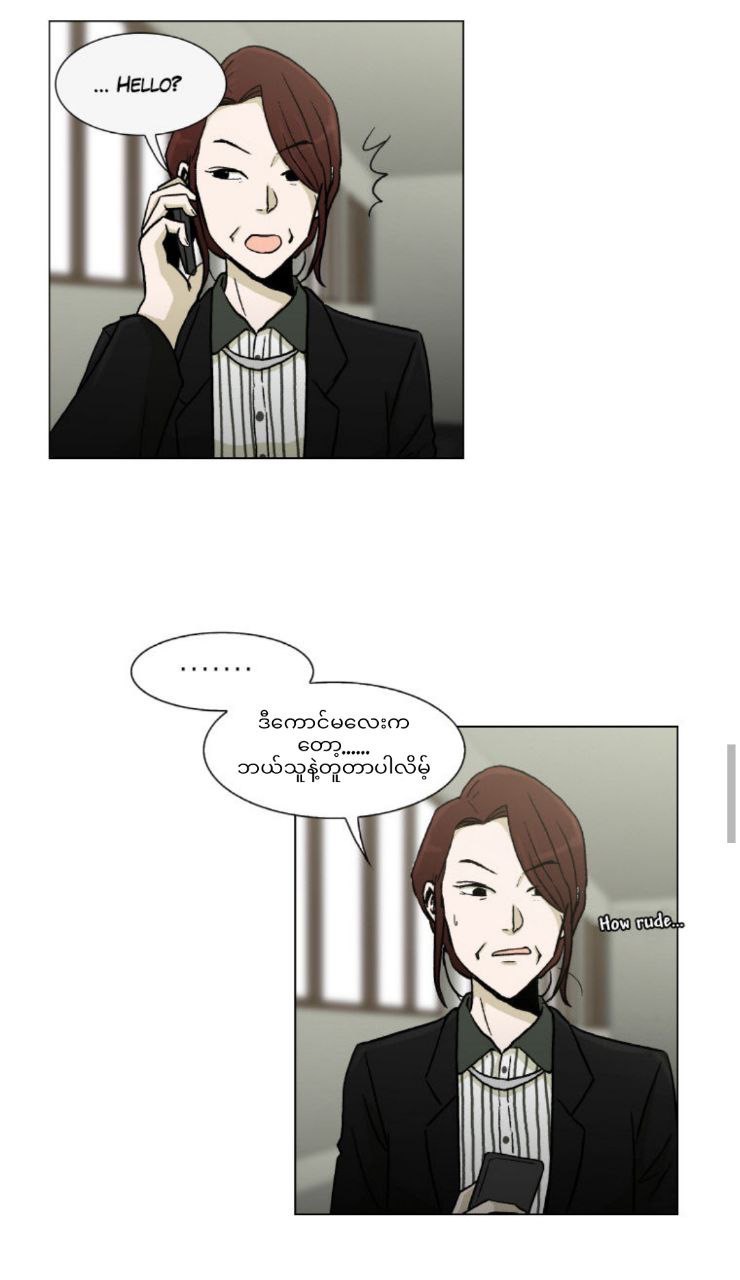 ... HELLO?
.......
ဒီကောင်မလေးက
တော့......
ဘယ်သူနဲ့တူတာပါလိမ့်
How rude...